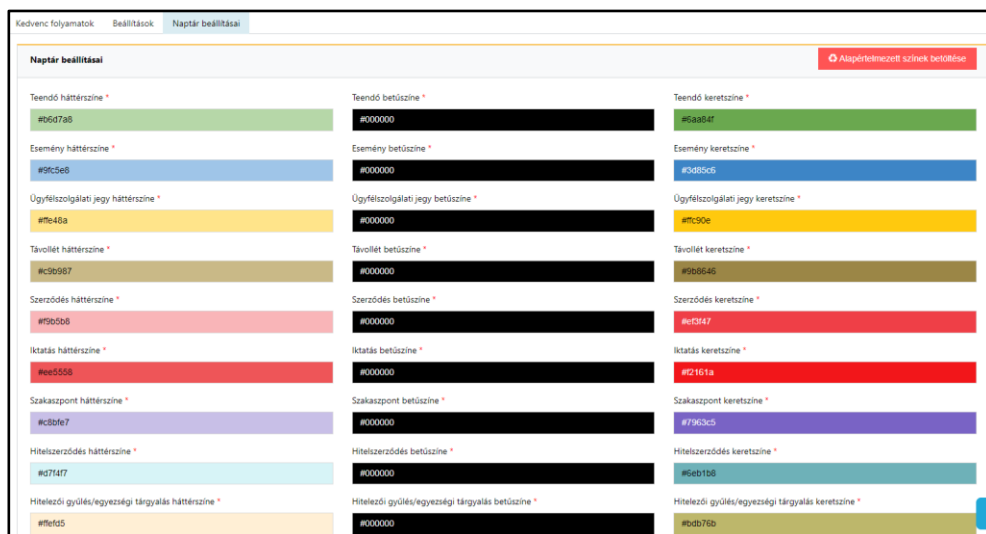 Kedvenc folyamatok Beállítások Naptár beállításai
Naptár beállításai Alapértelmezett színek betöltése
Teendő háttérszíne * Teendő betűszíne * Teendő keretszíne *
#b6d7a8 #000000 #6aa84f
Esemény háttérszíne * Esemény betűszíne * Esemény keretszíne *
#9fc5e8 #000000 #3d85c6
Ügyfélszolgálati jegy háttérszíne * Ügyfélszolgálati jegy betűszíne * Ügyfélszolgálati jegy keretszíne *
#ffe48a #000000 #ffc90e
Távollét háttérszíne * Távollét betűszíne * Távollét keretszíne *
#c9b987 #000000 #9b8646
Szerződés háttérszíne * Szerződés betűszíne * Szerződés keretszíne *
#f9b5b8 #000000 #ef3f47
Iktatás háttérszíne * Iktatás betűszíne * Iktatás keretszíne *
#ee5558 #000000 #f2161a
Szakaszpont háttérszíne * Szakaszpont betűszíne * Szakaszpont keretszíne *
#c8bfe7 #000000 #7963c5
Hitelszerződés háttérszíne * Hitelszerződés betűszíne * Hitelszerződés keretszíne *
#d7f4f7 #000000 #6eb1b8
Hitelezői gyűlés/egyezségi tárgyalás háttérszíne * Hitelezői gyűlés/egyezségi tárgyalás betűszíne * Hitelezői gyűlés/egyezségi tárgyalás keretszíne *
#ffefd5 #000000 #bdb76b